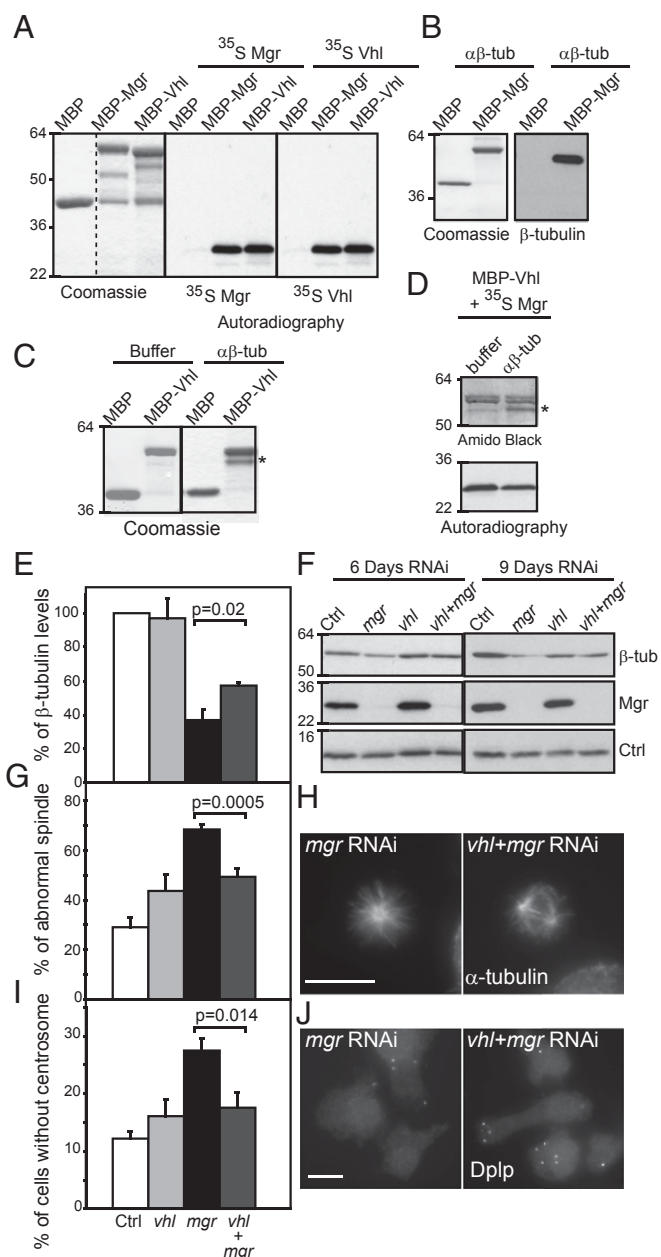 A
35S Mgr
35S Vhl
MBP
MBP-Mgr
MBP-Vhl
MBP
MBP-Mgr
MBP-Vhl
MBP
MBP-Mgr
MBP-Vhl
64
50
36
22
Coomassie
35S Mgr
35S Vhl
Autoradiography
B
αβ-tub
αβ-tub
MBP
MBP-Mgr
MBP
MBP-Mgr
64
36
Coomassie
β-tubulin
C
Buffer
αβ-tub
MBP
MBP-Vhl
MBP
MBP-Vhl
64
36
*
Coomassie
D
MBP-Vhl
+ 35S Mgr
buffer
αβ-tub
64
50
*
Amido Black
36
22
Autoradiography
E
% of β-tubulin levels
100
80
60
40
20
0
p=0.02
F
6 Days RNAi
9 Days RNAi
Ctrl
mgr
vhl
vhl+mgr
Ctrl
mgr
vhl
vhl+mgr
64
50
β-tub
36
22
Mgr
16
Ctrl
G
% of abnormal spindle
80
60
40
20
0
p=0.0005
H
mgr RNAi
vhl+mgr RNAi
α-tubulin
I
% of cells without centrosome
30
20
10
0
p=0.014
Ctrl
vhl
mgr
vhl
+
mgr
J
mgr RNAi
vhl+mgr RNAi
Dplp